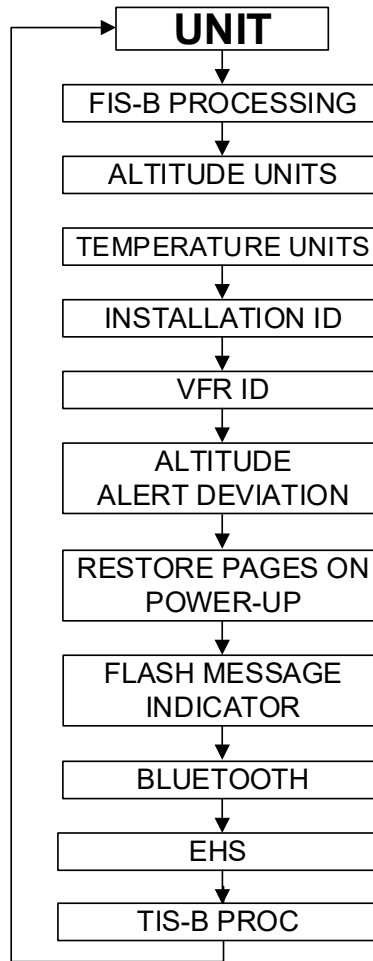 UNIT
FIS-B PROCESSING
ALTITUDE UNITS
TEMPERATURE UNITS
INSTALLATION ID
VFR ID
ALTITUDE
ALERT DEVIATION
RESTORE PAGES ON
POWER-UP
FLASH MESSAGE
INDICATOR
BLUETOOTH
EHS
TIS-B PROC